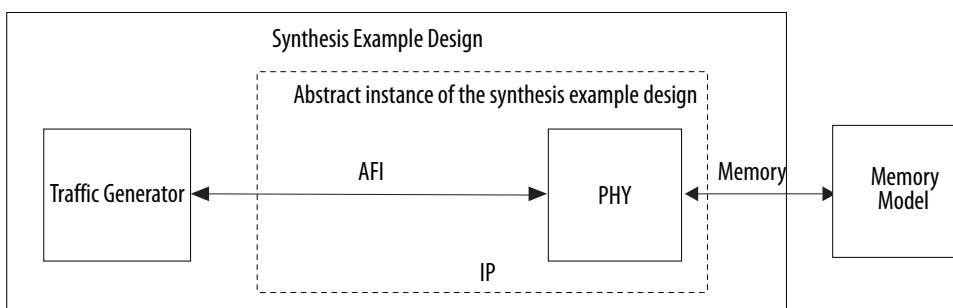 Synthesis Example Design
Abstract instance of the synthesis example design
Traffic Generator
AFI
PHY
Memory
Memory
Model
IP